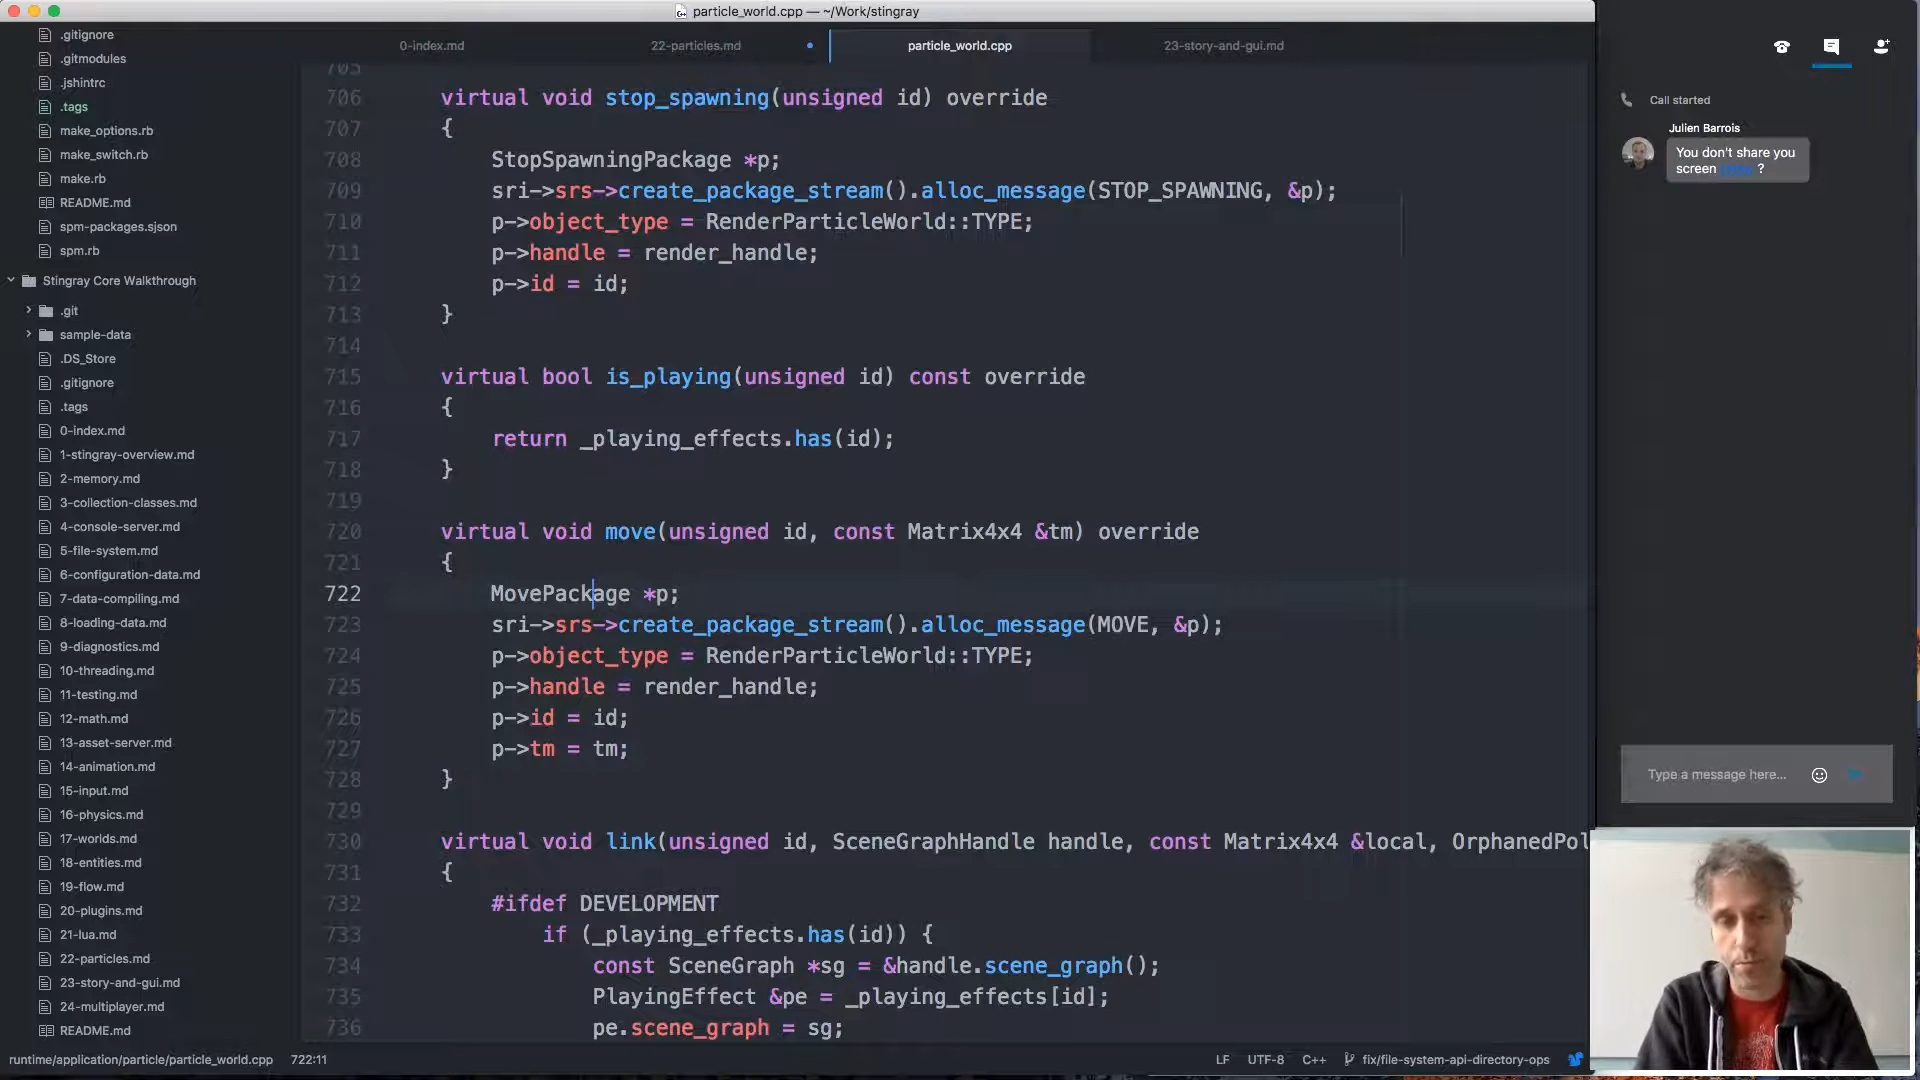 particle_world.cpp — ~/Work/stingray
0-index.md
22-particles.md
particle_world.cpp
23-story-and-gui.md
.gitignore
.gitmodules
.jshintrc
.tags
make_options.rb
make_switch.rb
make.rb
README.md
spm-packages.sjson
spm.rb
Stingray Core Walkthrough
.git
sample-data
.DS_Store
.gitignore
.tags
0-index.md
1-stingray-overview.md
2-memory.md
3-collection-classes.md
4-console-server.md
5-file-system.md
6-configuration-data.md
7-data-compiling.md
8-loading-data.md
9-diagnostics.md
10-threading.md
11-testing.md
12-math.md
13-asset-server.md
14-animation.md
15-input.md
16-physics.md
17-worlds.md
18-entities.md
19-flow.md
20-plugins.md
21-lua.md
22-particles.md
23-story-and-gui.md
24-multiplayer.md
README.md
705
706 virtual void stop_spawning(unsigned id) override
707 {
708 StopSpawningPackage *p;
709 sri->srs->create_package_stream().alloc_message(STOP_SPAWNING, &p);
710 p->object_type = RenderParticleWorld::TYPE;
711 p->handle = render_handle;
712 p->id = id;
713 }
714
715 virtual bool is_playing(unsigned id) const override
716 {
717 return _playing_effects.has(id);
718 }
719
720 virtual void move(unsigned id, const Matrix4x4 &tm) override
721 {
722 MovePackage *p;
723 sri->srs->create_package_stream().alloc_message(MOVE, &p);
724 p->object_type = RenderParticleWorld::TYPE;
725 p->handle = render_handle;
726 p->id = id;
727 p->tm = tm;
728 }
729
730 virtual void link(unsigned id, SceneGraphHandle handle, const Matrix4x4 &local, OrphanedPol
731 {
732 #ifdef DEVELOPMENT
733 if (_playing_effects.has(id)) {
734 const SceneGraph *sg = &handle.scene_graph();
735 PlayingEffect &pe = _playing_effects[id];
736 pe.scene_graph = sg;
runtime/application/particle/particle_world.cpp 722:11
LF UTF-8 C++ fix/file-system-api-directory-ops
Call started
Julien Barrois
You don't share you
screen ?
Type a message here...